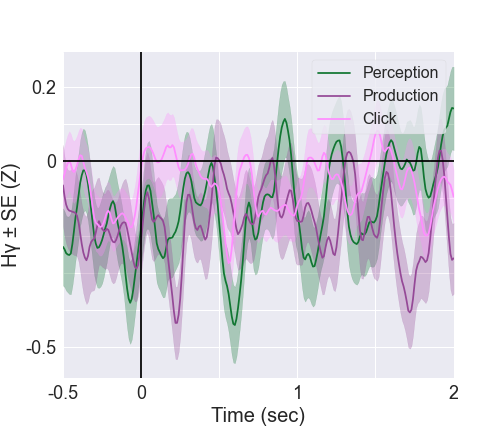 Perception
Production
Click
Hγ ± SE (Z)
0.2
0
-0.5
-0.5 0 1 2
Time (sec)